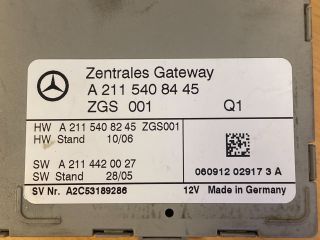 Zentrales Gateway
A 211 540 84 45
ZGS 001 Q1
HW A 211 540 82 45 ZGS001
HW Stand 10/06
SW A 211 442 00 27
SW Stand 28/05
060912 02917 3 A
SV Nr. A2C53189286 12V Made in Germany